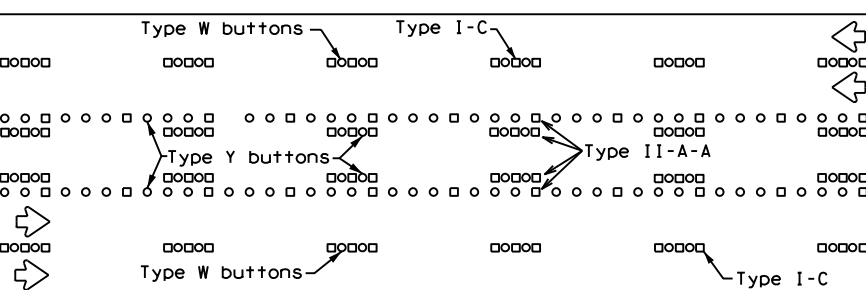 Type W buttons
Type I-C
Type Y buttons
Type II-A-A
Type W buttons
Type I-C